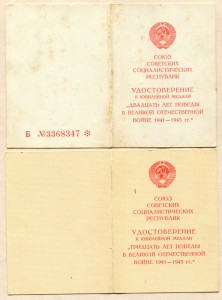 СОЮЗ
СОВЕТСКИХ
СОЦИАЛИСТИЧЕСКИХ
РЕСПУБЛИК
УДОСТОВЕРЕНИЕ
К ЮБИЛЕЙНОЙ МЕДАЛИ
„ДВАДЦАТЬ ЛЕТ ПОБЕДЫ
В ВЕЛИКОЙ ОТЕЧЕСТВЕННОЙ
ВОЙНЕ 1941—1945 гг."
Б №3368347 *
СОЮЗ
СОВЕТСКИХ
СОЦИАЛИСТИЧЕСКИХ
РЕСПУБЛИК
УДОСТОВЕРЕНИЕ
К ЮБИЛЕЙНОЙ МЕДАЛИ
„ТРИДЦАТЬ ЛЕТ ПОБЕДЫ
В ВЕЛИКОЙ ОТЕЧЕСТВЕННОЙ
ВОЙНЕ 1941—1945 гг."